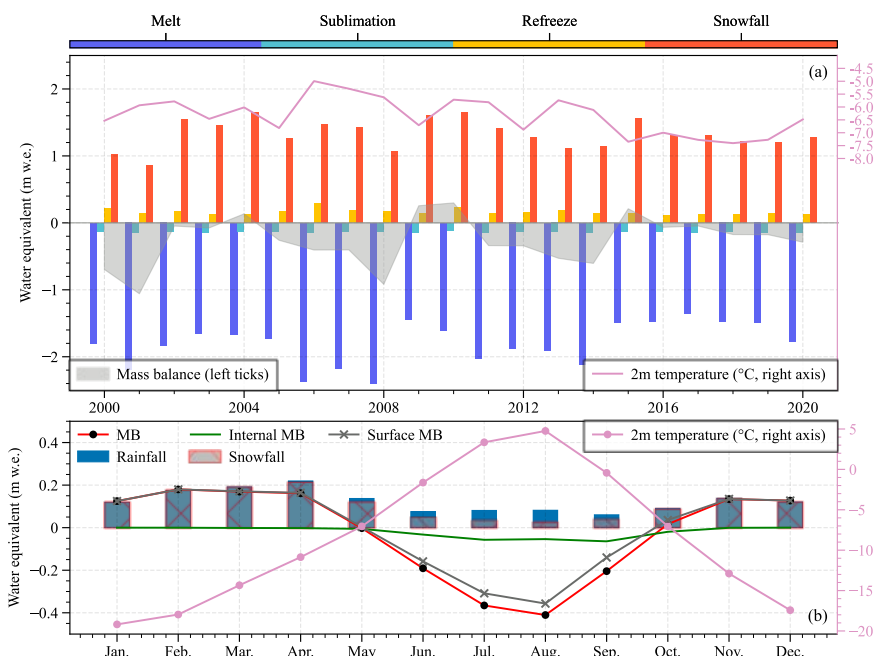 Melt Sublimation Refreeze Snowfall
(a)
Water equivalent (m w.e.)
2
1
0
−1
−2
-4.5
-5.0
-5.5
-6.0
-6.5
-7.0
-7.5
-8.0
Mass balance (left ticks)
2m temperature (°C, right axis)
2000 2004 2008 2012 2016 2020
Water equivalent (m w.e.)
0.4
0.2
0
−0.2
−0.4
MB Internal MB Surface MB
Rainfall Snowfall
2m temperature (°C, right axis)
5
0
−5
−10
−15
−20
(b)
Jan. Feb. Mar. Apr. May Jun. Jul. Aug. Sep. Oct. Nov. Dec.